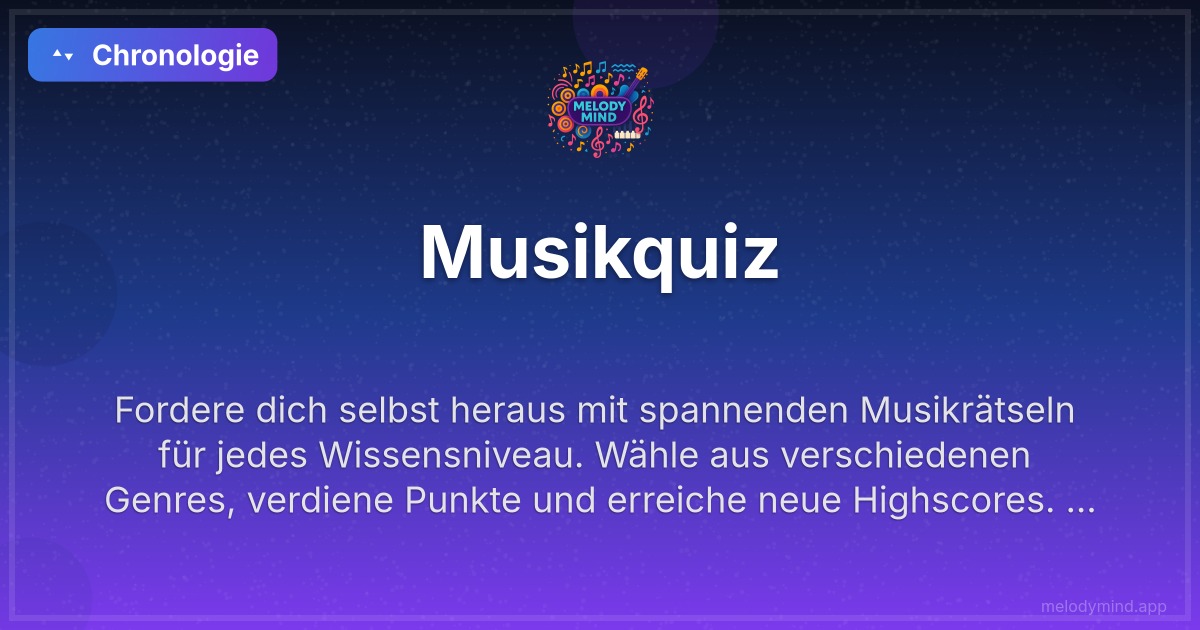 Chronologie
MELODY
MIND
Musikquiz
Fordere dich selbst heraus mit spannenden Musikrätseln
für jedes Wissensniveau. Wähle aus verschiedenen
Genres, verdiene Punkte und erreiche neue Highscores. ...
melodymind.app